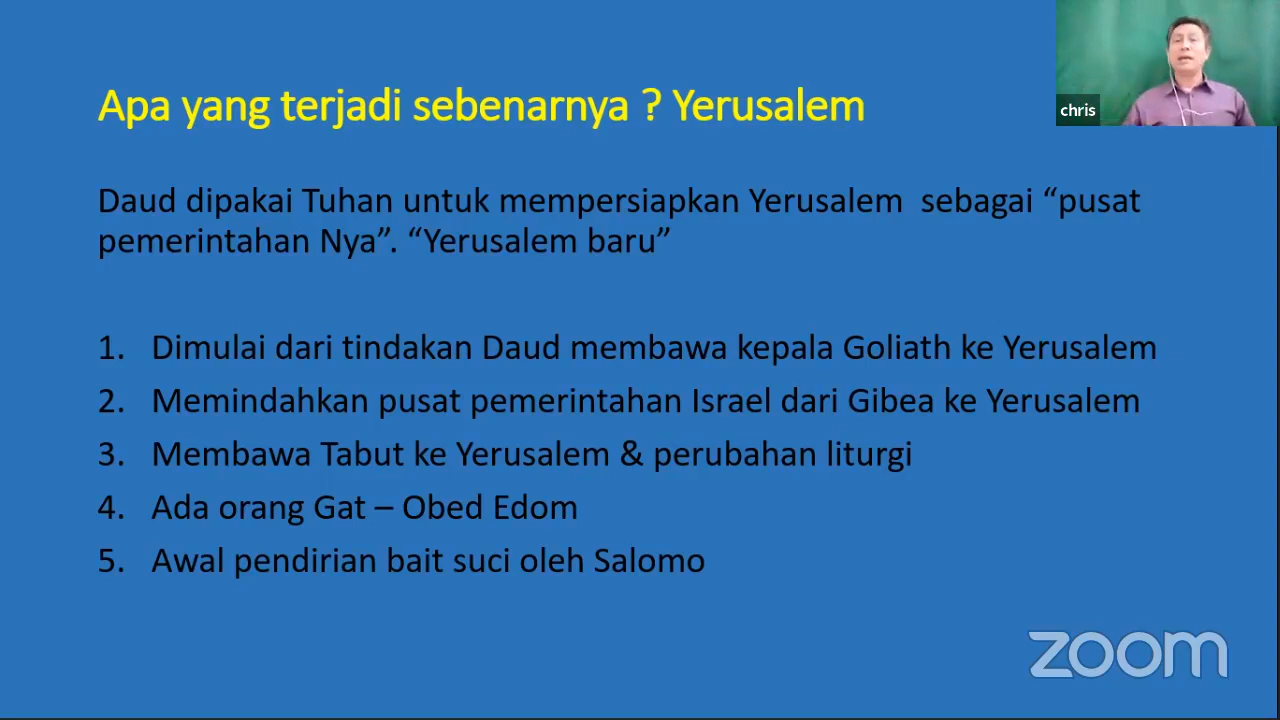 Apa yang terjadi sebenarnya ? Yerusalem
chris
Daud dipakai Tuhan untuk mempersiapkan Yerusalem sebagai “pusat
pemerintahan Nya”. “Yerusalem baru”
1. Dimulai dari tindakan Daud membawa kepala Goliath ke Yerusalem
2. Memindahkan pusat pemerintahan Israel dari Gibea ke Yerusalem
3. Membawa Tabut ke Yerusalem & perubahan liturgi
4. Ada orang Gat – Obed Edom
5. Awal pendirian bait suci oleh Salomo
zoom